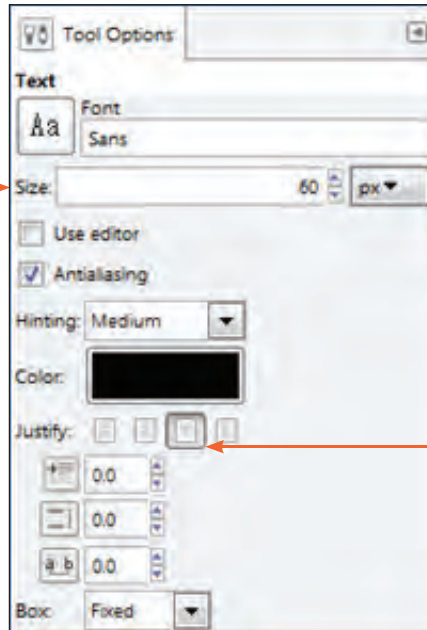 Tool Options
Text
Aa
Font
Sans
Size: 60 px
Use editor
Antialiasing
Hinting: Medium
Color:
Justify:
0.0
0.0
a b 0.0
Box: Fixed